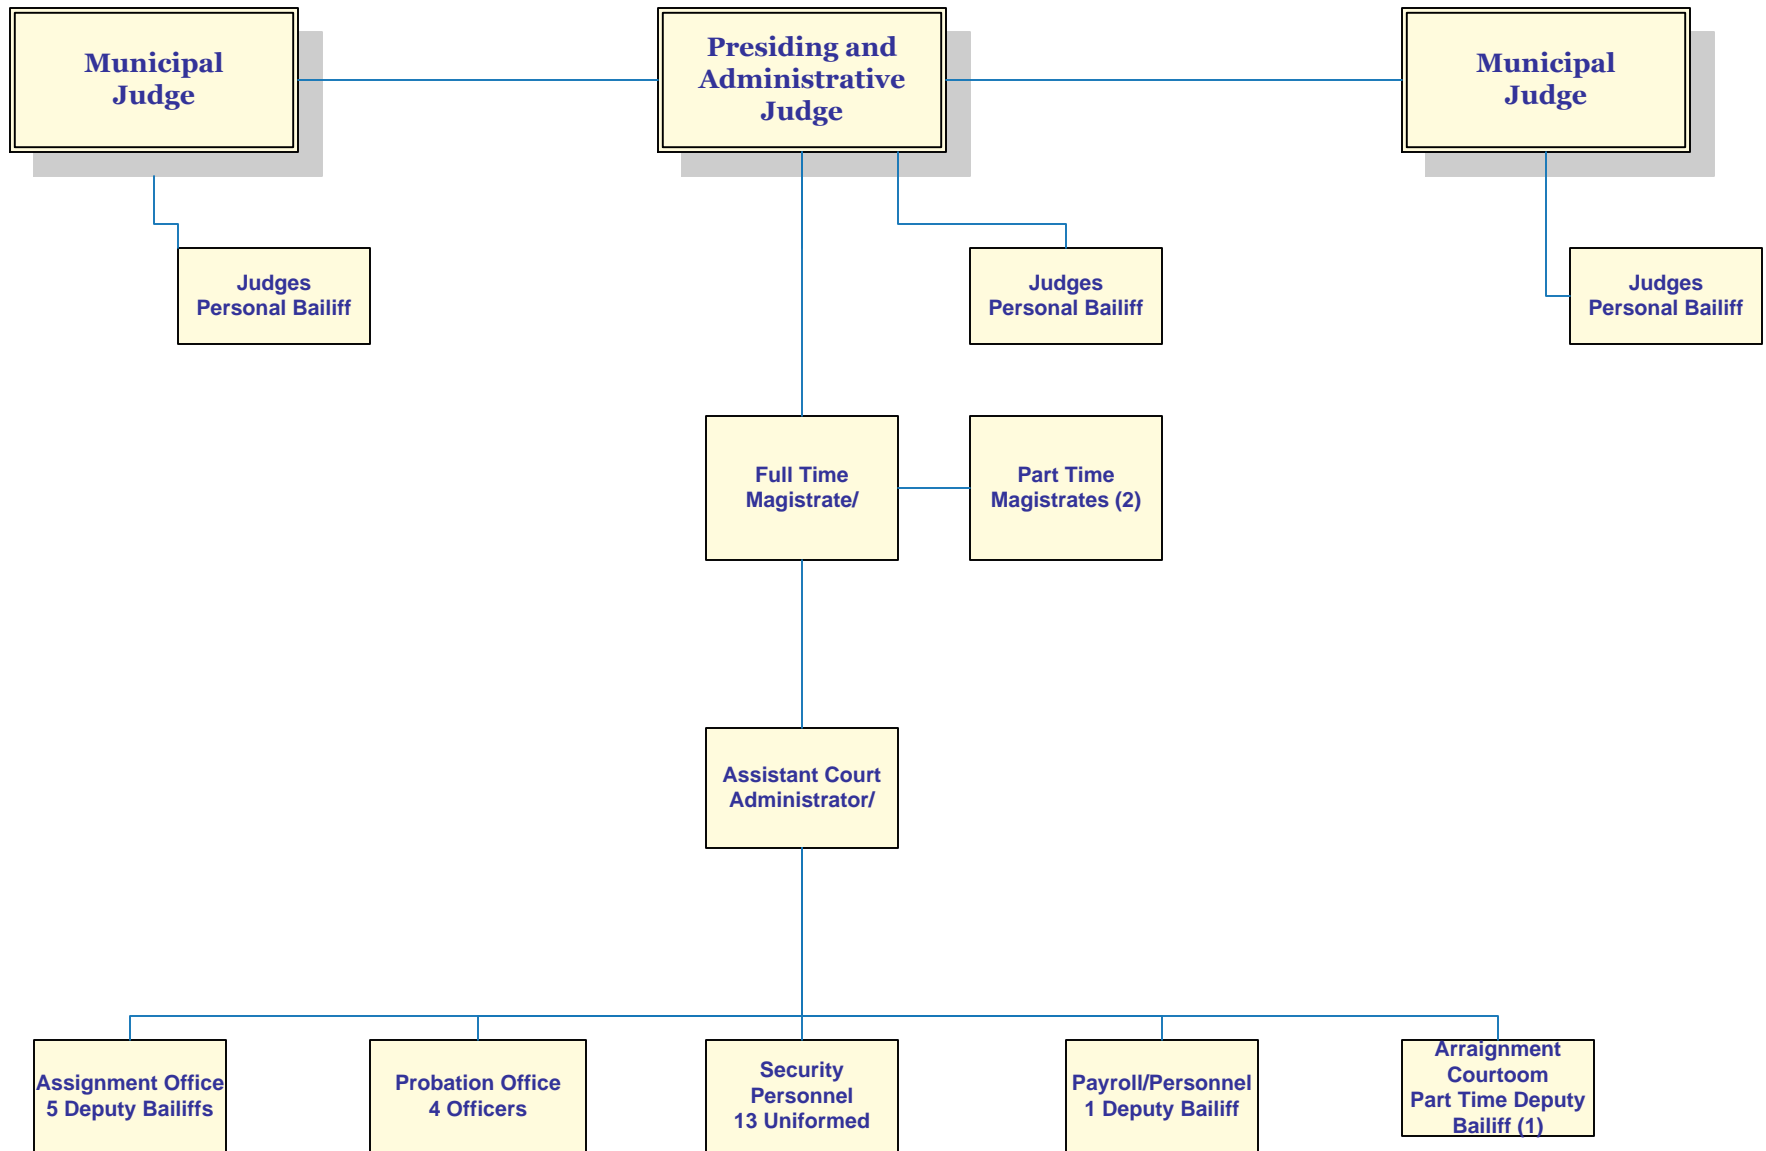 Municipal
Judge
Presiding and
Administrative
Judge
Municipal
Judge
Judges
Personal Bailiff
Judges
Personal Bailiff
Judges
Personal Bailiff
Full Time
Magistrate/
Part Time
Magistrates (2)
Assistant Court
Administrator/
Assignment Office
5 Deputy Bailiffs
Probation Office
4 Officers
Security
Personnel
13 Uniformed
Payroll/Personnel
1 Deputy Bailiff
Arraignment
Courtoom
Part Time Deputy
Bailiff (1)